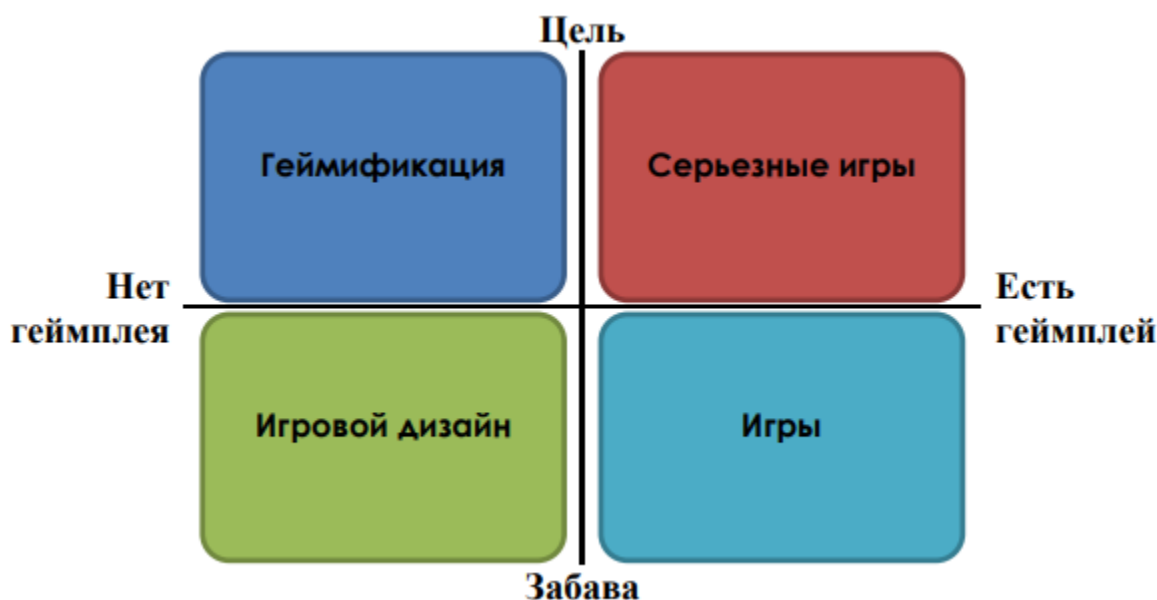 Цель
Геймификация
Серьезные игры
Нет
геймплея
Есть
геймплей
Игровой дизайн
Игры
Забава